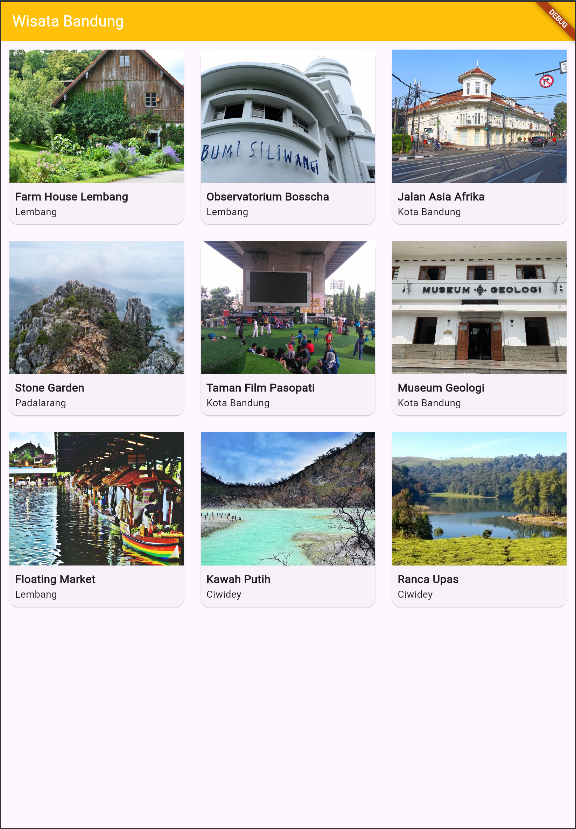 Wisata Bandung
DEBUG
BUMI SILIWANGI
Farm House Lembang
Lembang
Observatorium Bosscha
Lembang
Jalan Asia Afrika
Kota Bandung
MUSEUM GEOLOGI
Stone Garden
Padalarang
Taman Film Pasopati
Kota Bandung
Museum Geologi
Kota Bandung
Floating Market
Lembang
Kawah Putih
Ciwidey
Ranca Upas
Ciwidey